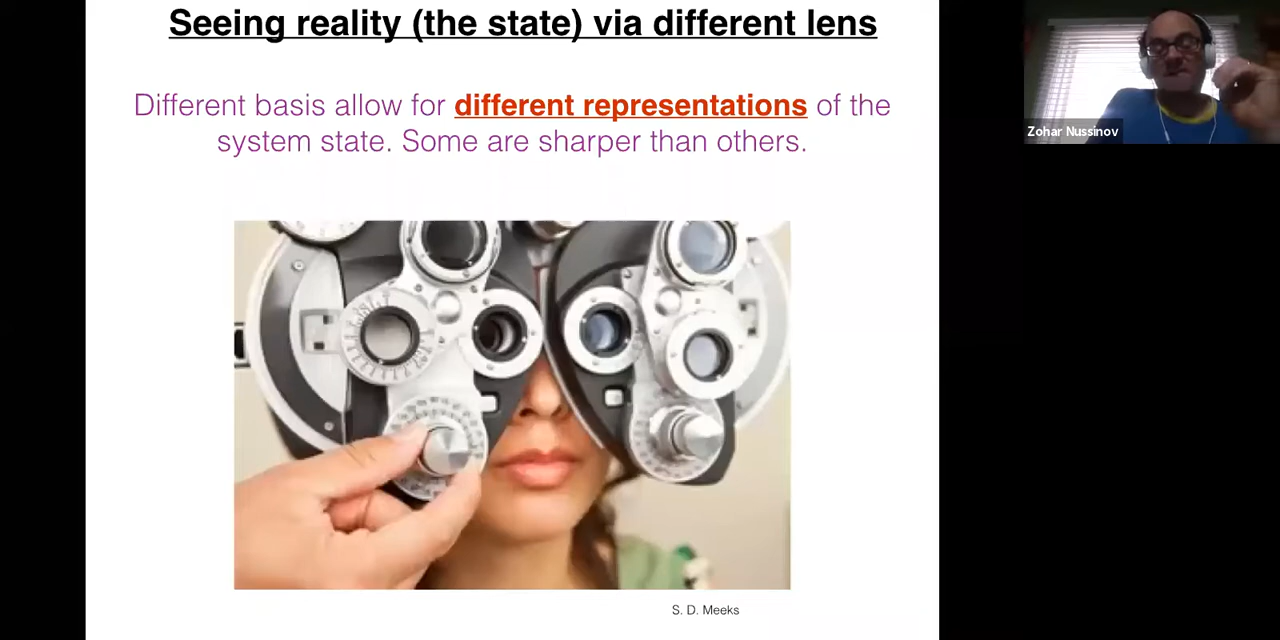 Seeing reality (the state) via different lens
Different basis allow for different representations of the
system state. Some are sharper than others.
Zohar Nussinov
S. D. Meeks